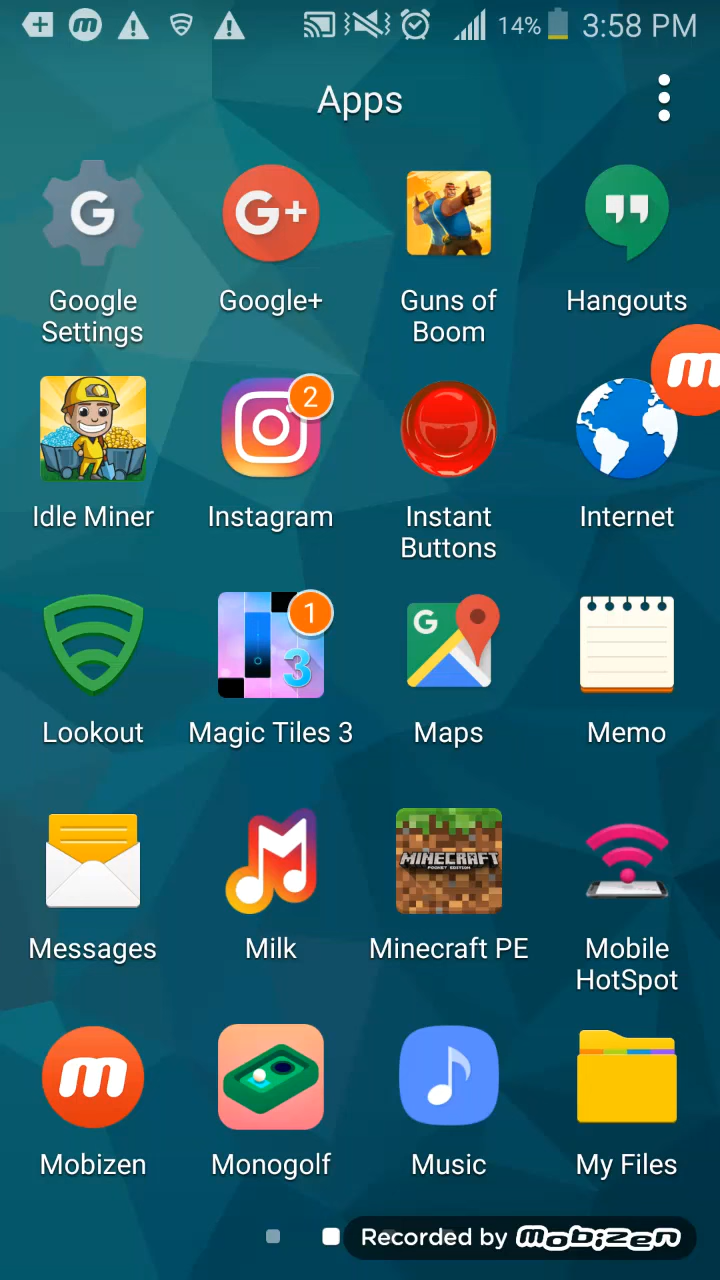 14% 3:58 PM
Apps
G G+
Google Settings Google+ Guns of Boom Hangouts
m
2
Idle Miner Instagram Instant Buttons Internet
1
G
3
Lookout Magic Tiles 3 Maps Memo
MINECRAFT
POCKET EDITION
Messages Milk Minecraft PE Mobile HotSpot
m
Mobizen Monogolf Music My Files
Recorded by Mobizen